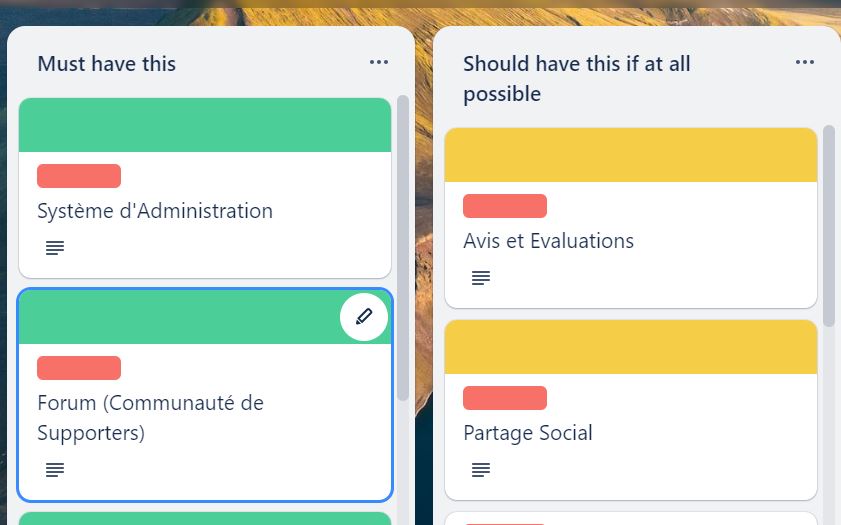 Must have this
Système d'Administration
Forum (Communauté de
Supporters)
Should have this if at all
possible
Avis et Evaluations
Partage Social